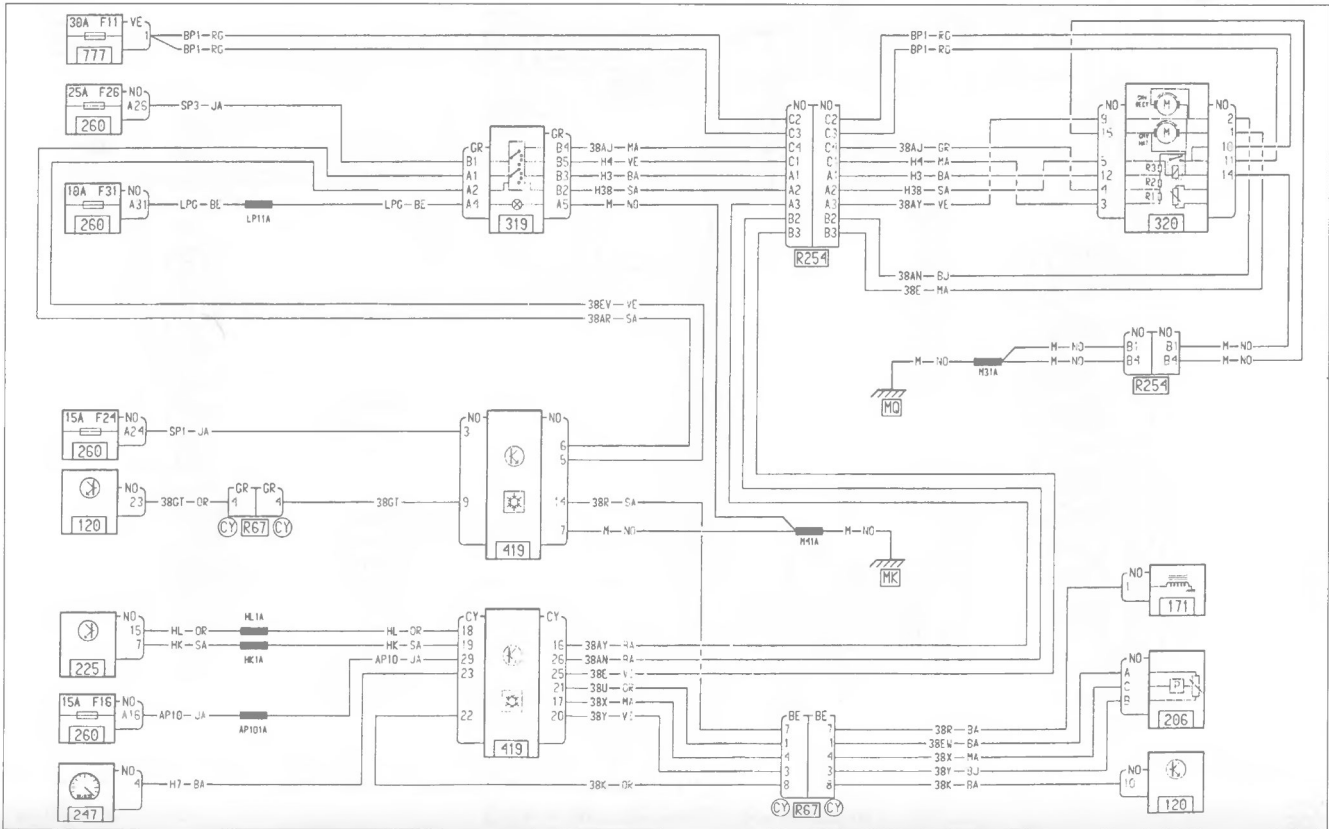 30A F11 VE
1
777
BP1-RG
BP1-RG
25A F26 NO
A26
260
SP3-JA
10A F31 NO
A31
260
LPG-BE
LP11A
LPG-BE
GR
B1
A1
A2
A4
319
GR
B4
B5
B3
B2
A5
38AJ-MA
H4-VE
H3-BA
H38-SA
M-NO
NO NO
C2 C2
C3 C3
C4 C4
C1 C1
A1 A1
A2 A2
A3 A3
B2 B2
B3 B3
R254
BP1-RG
BP1-RG
38AJ-GR
H4-MA
H3-BA
H38-SA
38AY-VE
38AN-BJ
38E-MA
NO
9
15
12
4
3
M
M
R3
R2
R1
320
NO
2
1
10
11
14
38EV-VE
38AR-SA
M-NO
M31A
M-NO
M-NO
MQ
NO NO
B1 B1
B4 B4
R254
M-NO
M-NO
15A F24 NO
A24
260
SP1-JA
NO
3
9
419
NO
6
5
14
7
NO
23
120
38GT-OR
GR GR
4 4
CY R67 CY
38GT
38R-SA
M-NO
M41A
M-NO
MK
NO
15
7
225
HL-OR
HK-SA
HL1A
HK1A
HL-OR
HK-SA
AP10-JA
CY
18
19
29
23
22
419
CY
16
26
25
21
17
20
38AY-BA
38AN-BA
38E-VI
38U-OR
38X-MA
38Y-VI
15A F16 NO
A16
260
AP10-JA
AP101A
NO
4
247
H7-BA
38K-OR
BE BE
7 7
1 1
4 4
3 3
8 8
CY R67 CY
38R-BA
38EW-BA
38X-MA
38Y-BJ
38K-BA
NO
1
171
NO
A
C
B
P
206
NO
10
120